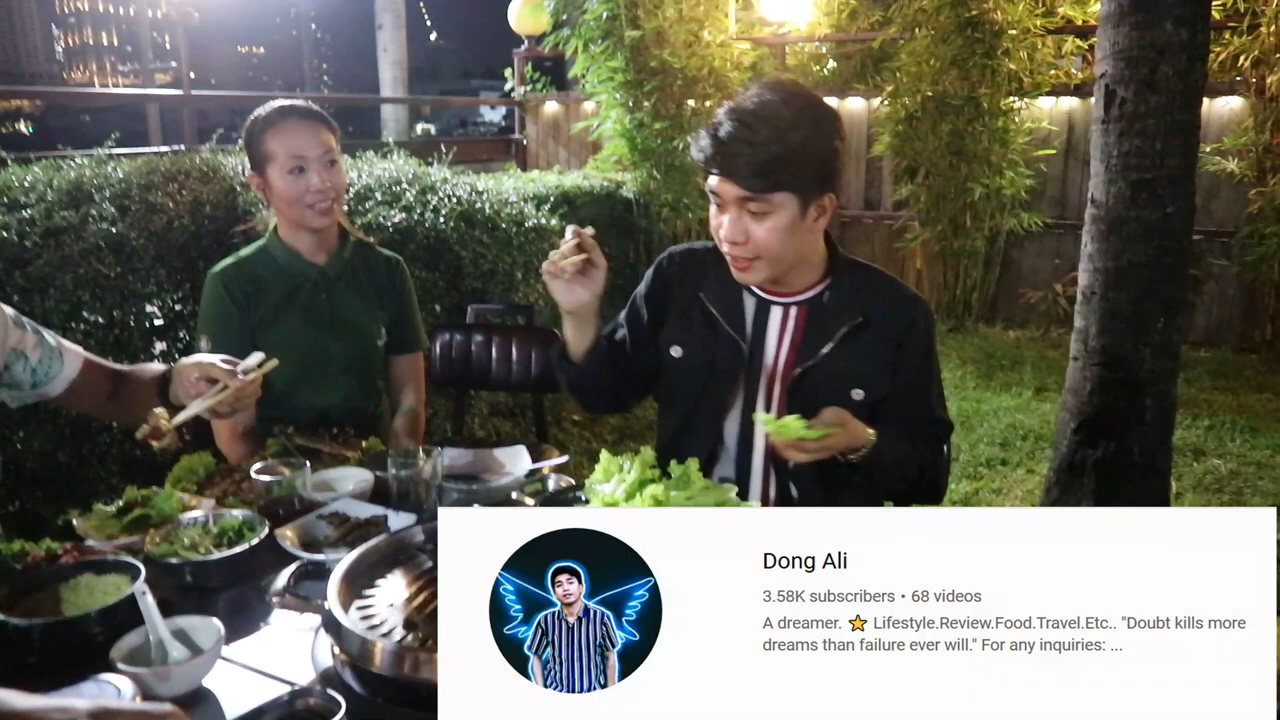 Dong Ali
3.58K subscribers • 68 videos
A dreamer. ⭐ Lifestyle.Review.Food.Travel.Etc.. "Doubt kills more
dreams than failure ever will." For any inquiries: ...